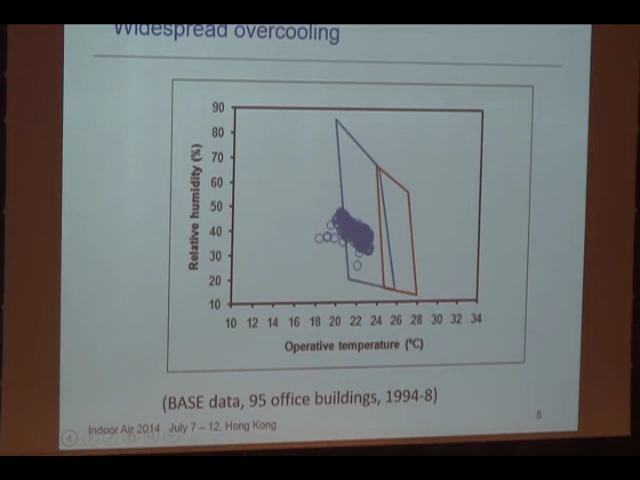 Widespread overcooling
90
80
70
60
50
40
30
20
10
Relative humidity (%)
10 12 14 16 18 20 22 24 26 28 30 32 34
Operative temperature (°C)
(BASE data, 95 office buildings, 1994-8)
Indoor Air 2014 July 7 – 12, Hong Kong
8